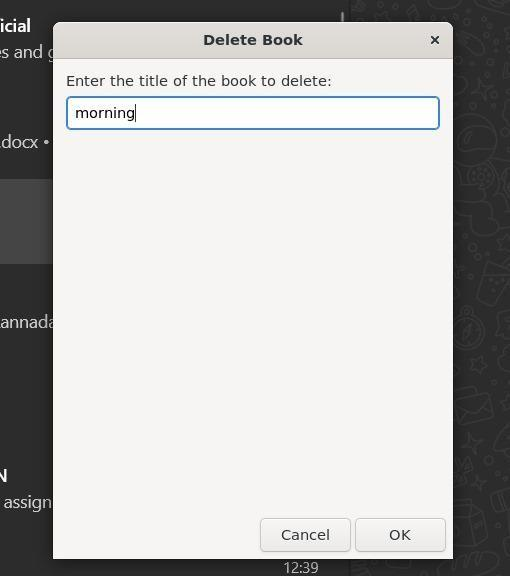 icial
Delete Book ×
es and g
Enter the title of the book to delete:
morning
.docx •
annada
N
assign
Cancel OK
12:39